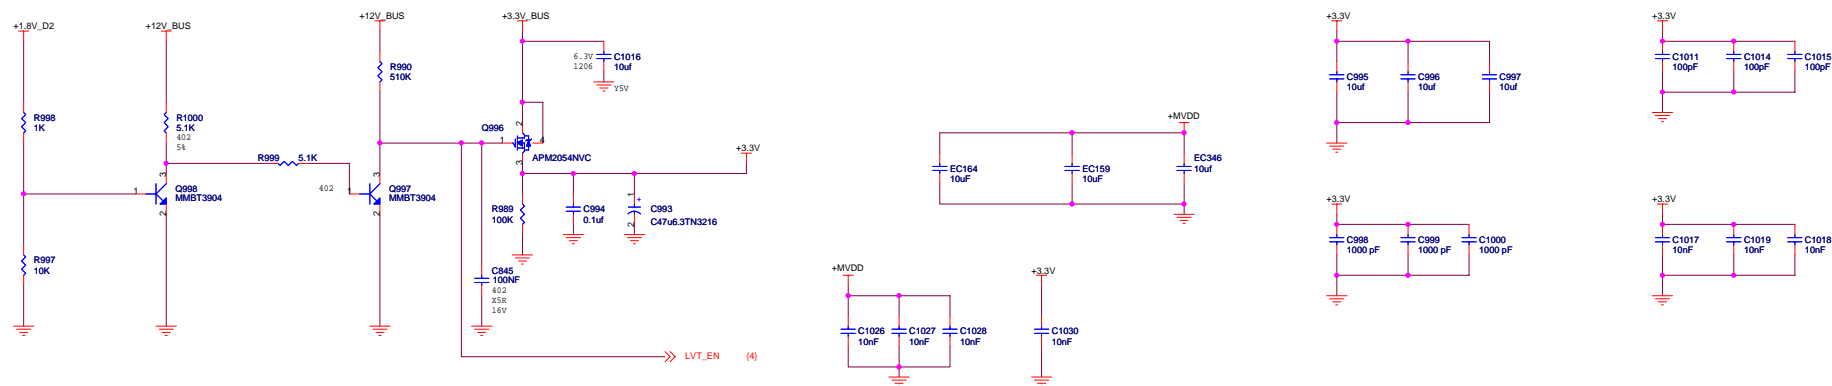 +1.8V_D2
+12V_BUS
+12V_BUS
+3.3V_BUS
+3.3V
+3.3V
6.3V
1206
C1016
10uf
Y5V
R990
510K
C995
10uf
C996
10uf
C997
10uf
C1011
100pF
C1014
100pF
C1015
100pF
R998
1K
R1000
5.1K
402
5%
Q996
1
2
3
4
APM2054NVC
+MVDD
EC164
10uF
EC159
10uF
EC346
10uf
+3.3V
R999
5.1K
402
1
3
2
Q998
MMBT3904
1
3
2
Q997
MMBT3904
R989
100K
C994
0.1uf
1
+
2
C993
C47u6.3TN3216
+3.3V
C998
1000 pF
C999
1000 pF
C1000
1000 pF
+3.3V
C1017
10nF
C1019
10nF
C1018
10nF
R997
10K
C845
100NF
402
X5R
16V
+MVDD
C1026
10nF
C1027
10nF
C1028
10nF
+3.3V
C1030
10nF
LVT_EN (4)